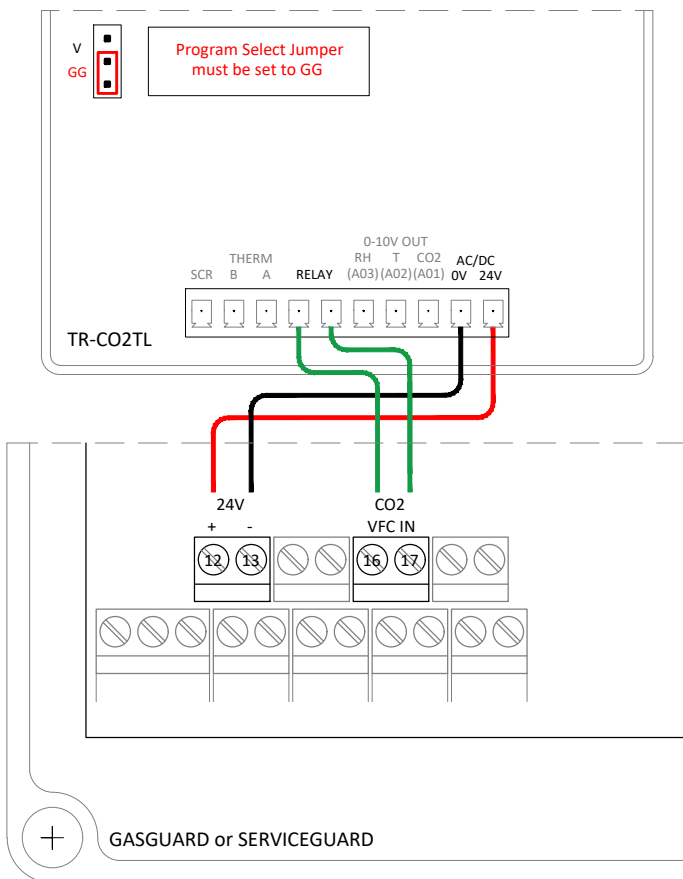 V
GG
Program Select Jumper
must be set to GG
0-10V OUT
THERM
RH T CO2 AC/DC
SCR B A RELAY (A03) (A02) (A01) 0V 24V
TR-CO2TL
24V CO2
+ - VFC IN
12 13 16 17
GASGUARD or SERVICEGUARD